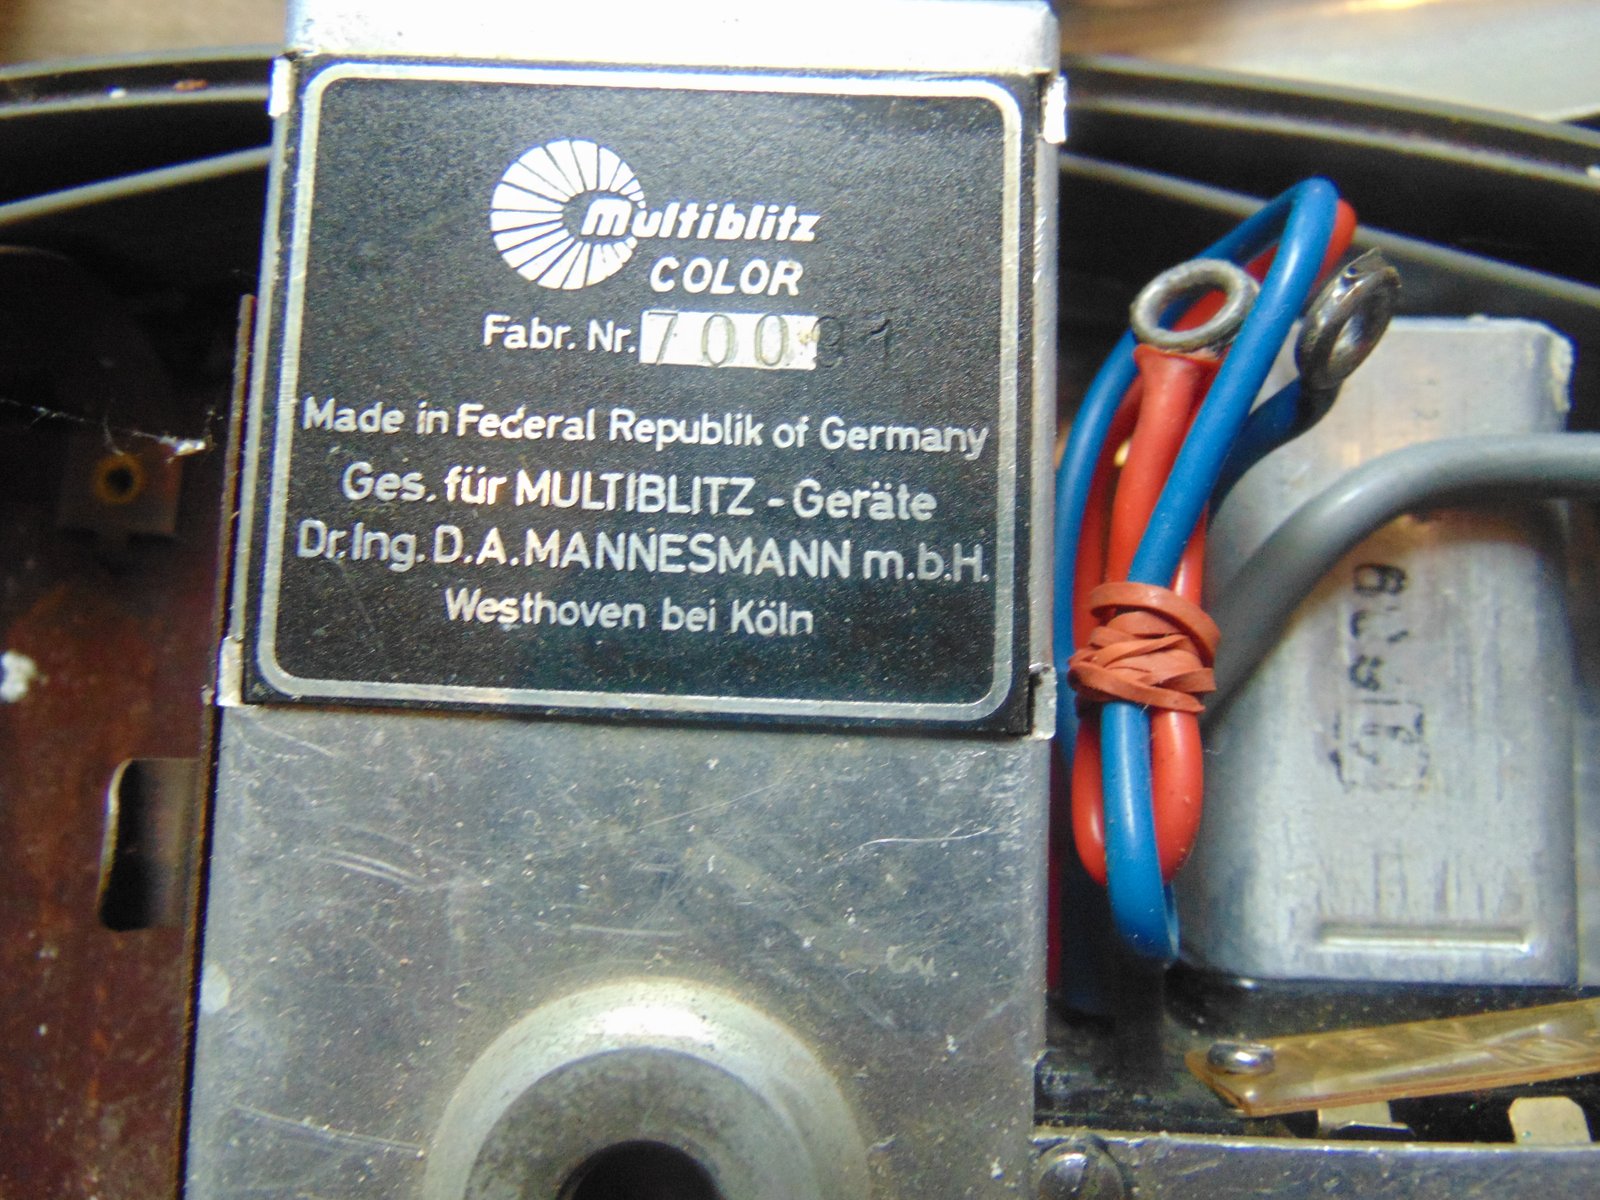 multiblitz
COLOR
Fabr. Nr. 70091
Made in Federal Republik of Germany
Ges. für MULTIBLITZ - Geräte
Dr.Ing. D.A. MANNESMANN m.b.H.
Westhoven bei Köln